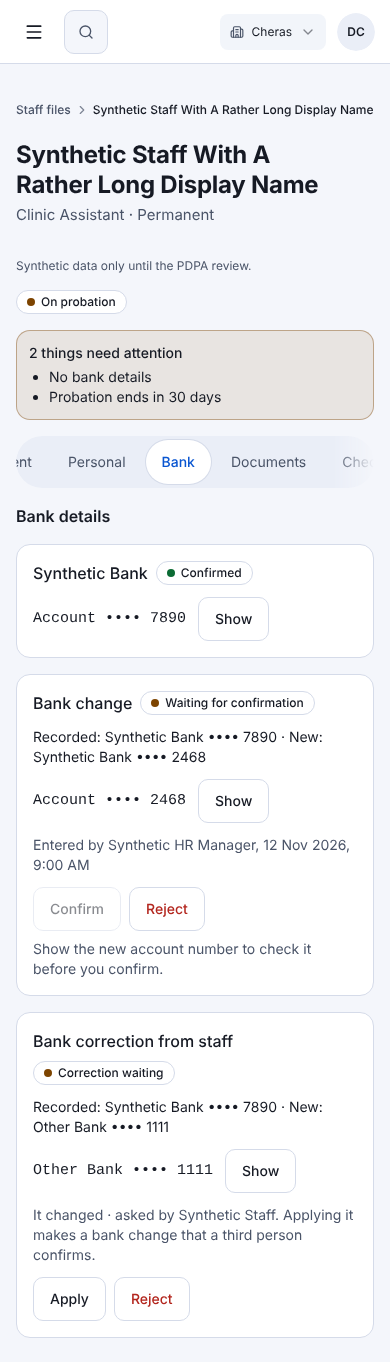 Cheras
DC
Staff files
Synthetic Staff With A Rather Long Display Name
Synthetic Staff With A
Rather Long Display Name
Clinic Assistant · Permanent
Synthetic data only until the PDPA review.
On probation
2 things need attention
• No bank details
• Probation ends in 30 days
Personal
Bank
Documents
Bank details
Synthetic Bank
Confirmed
Account •••• 7890
Show
Bank change
Waiting for confirmation
Recorded: Synthetic Bank •••• 7890 · New:
Synthetic Bank •••• 2468
Account •••• 2468
Show
Entered by Synthetic HR Manager, 12 Nov 2026,
9:00 AM
Confirm
Reject
Show the new account number to check it
before you confirm.
Bank correction from staff
Correction waiting
Recorded: Synthetic Bank •••• 7890 · New:
Other Bank •••• 1111
Other Bank •••• 1111
Show
It changed · asked by Synthetic Staff. Applying it
makes a bank change that a third person
confirms.
Apply
Reject